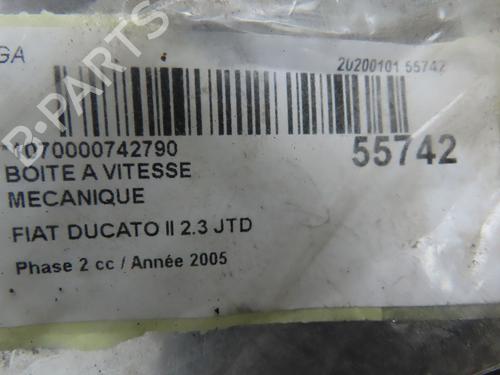 GA
20200101 55742
1070000742790
55742
BOITE A VITESSE
MECANIQUE
FIAT DUCATO II 2.3 JTD
Phase 2 cc / Année 2005
B-PARTS